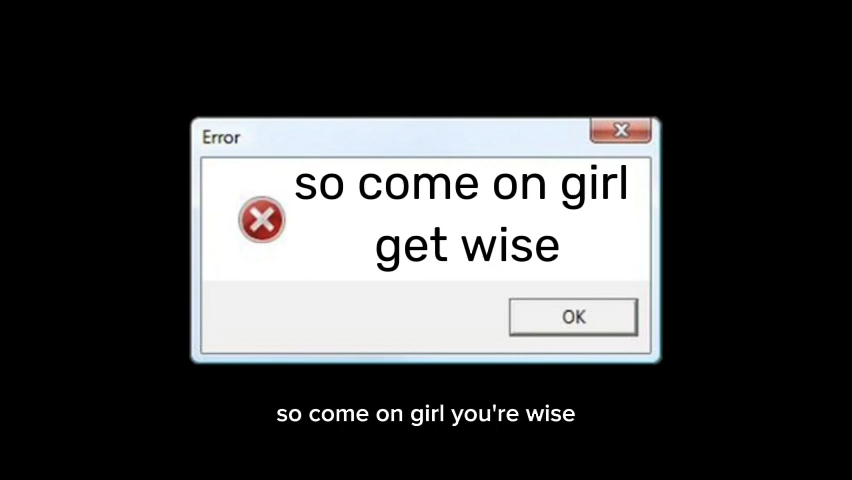 Error
so come on girl
get wise
OK
so come on girl you're wise